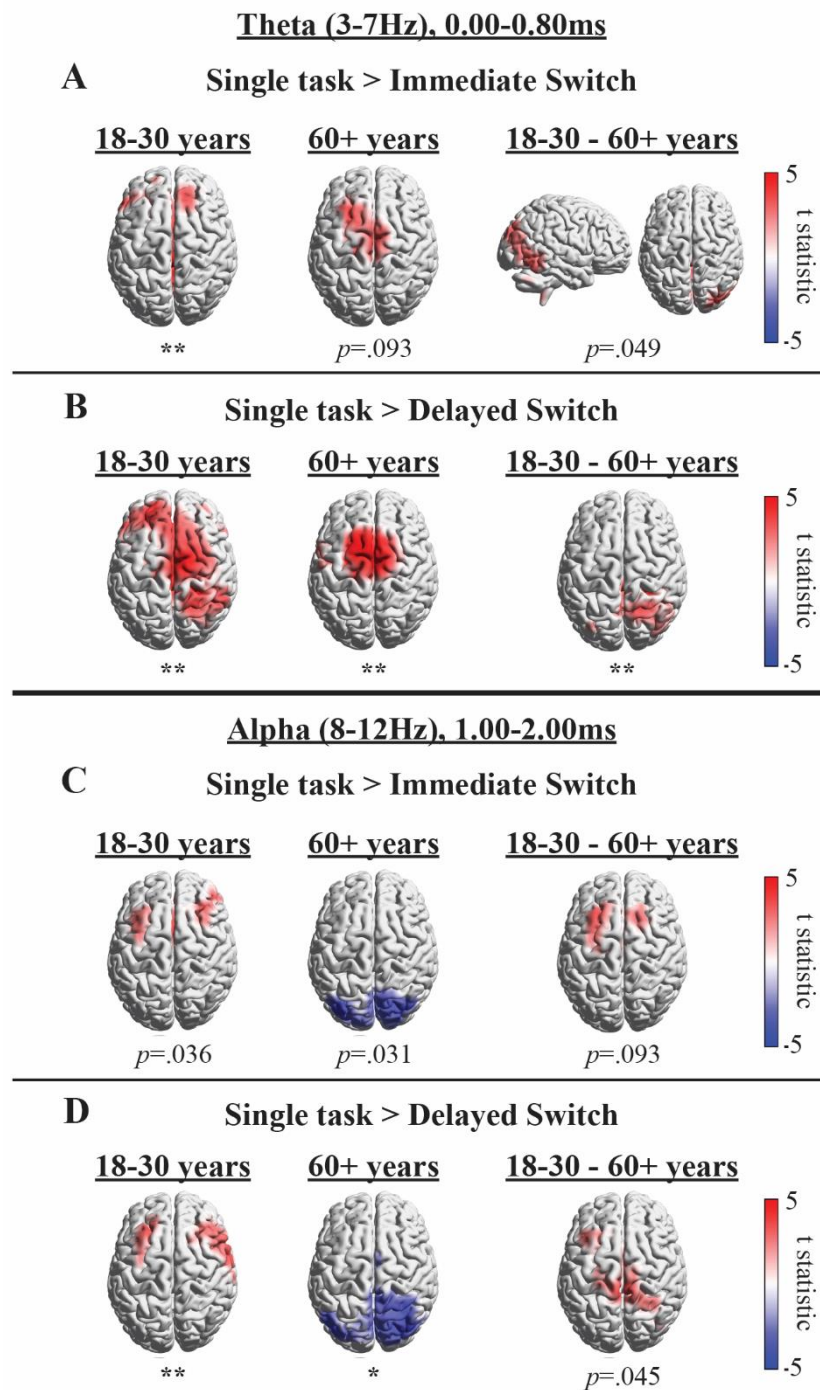 Theta (3-7Hz), 0.00-0.80ms
A Single task > Immediate Switch
18-30 years 60+ years 18-30 - 60+ years
5
t statistic
-5
** p=.093 p=.049
B Single task > Delayed Switch
18-30 years 60+ years 18-30 - 60+ years
5
t statistic
-5
** ** **
Alpha (8-12Hz), 1.00-2.00ms
C Single task > Immediate Switch
18-30 years 60+ years 18-30 - 60+ years
5
t statistic
-5
p=.036 p=.031 p=.093
D Single task > Delayed Switch
18-30 years 60+ years 18-30 - 60+ years
5
t statistic
-5
** * p=.045